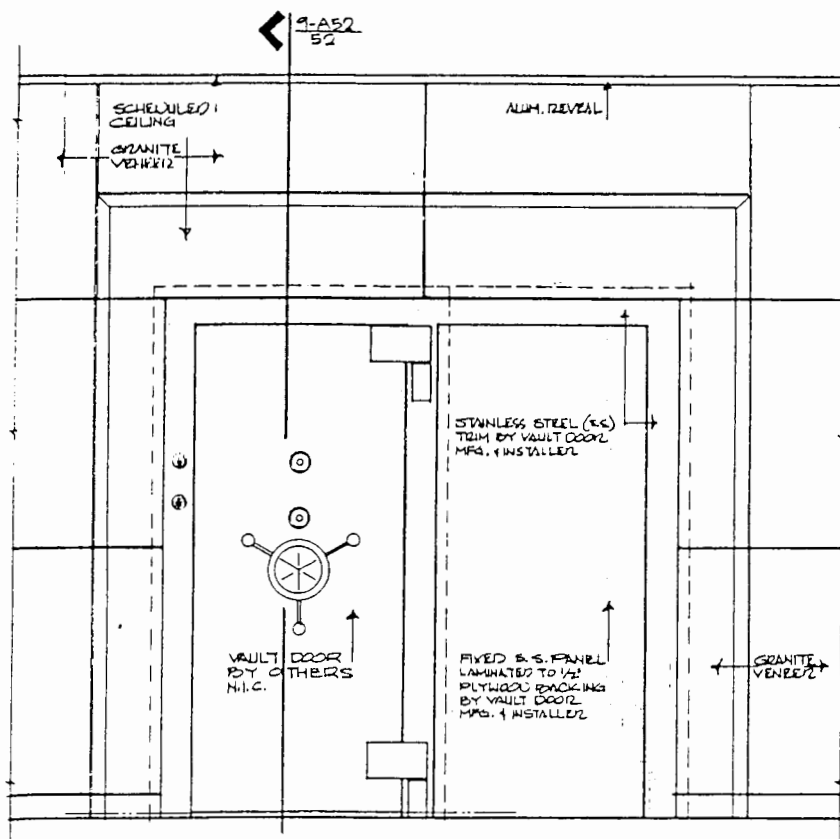 9-A52
52
SCHEDULED
CEILING
ALUM. REVEAL
GRANITE
VENEER
STAINLESS STEEL (S.S.)
TRIM BY VAULT DOOR
MFG. & INSTALLER
VAULT DOOR
BY OTHERS
N.I.C.
FIXED S.S. PANEL
LAMINATED TO 1/2"
PLYWOOD BACKING
BY VAULT DOOR
MFG. & INSTALLER
GRANITE
VENEER